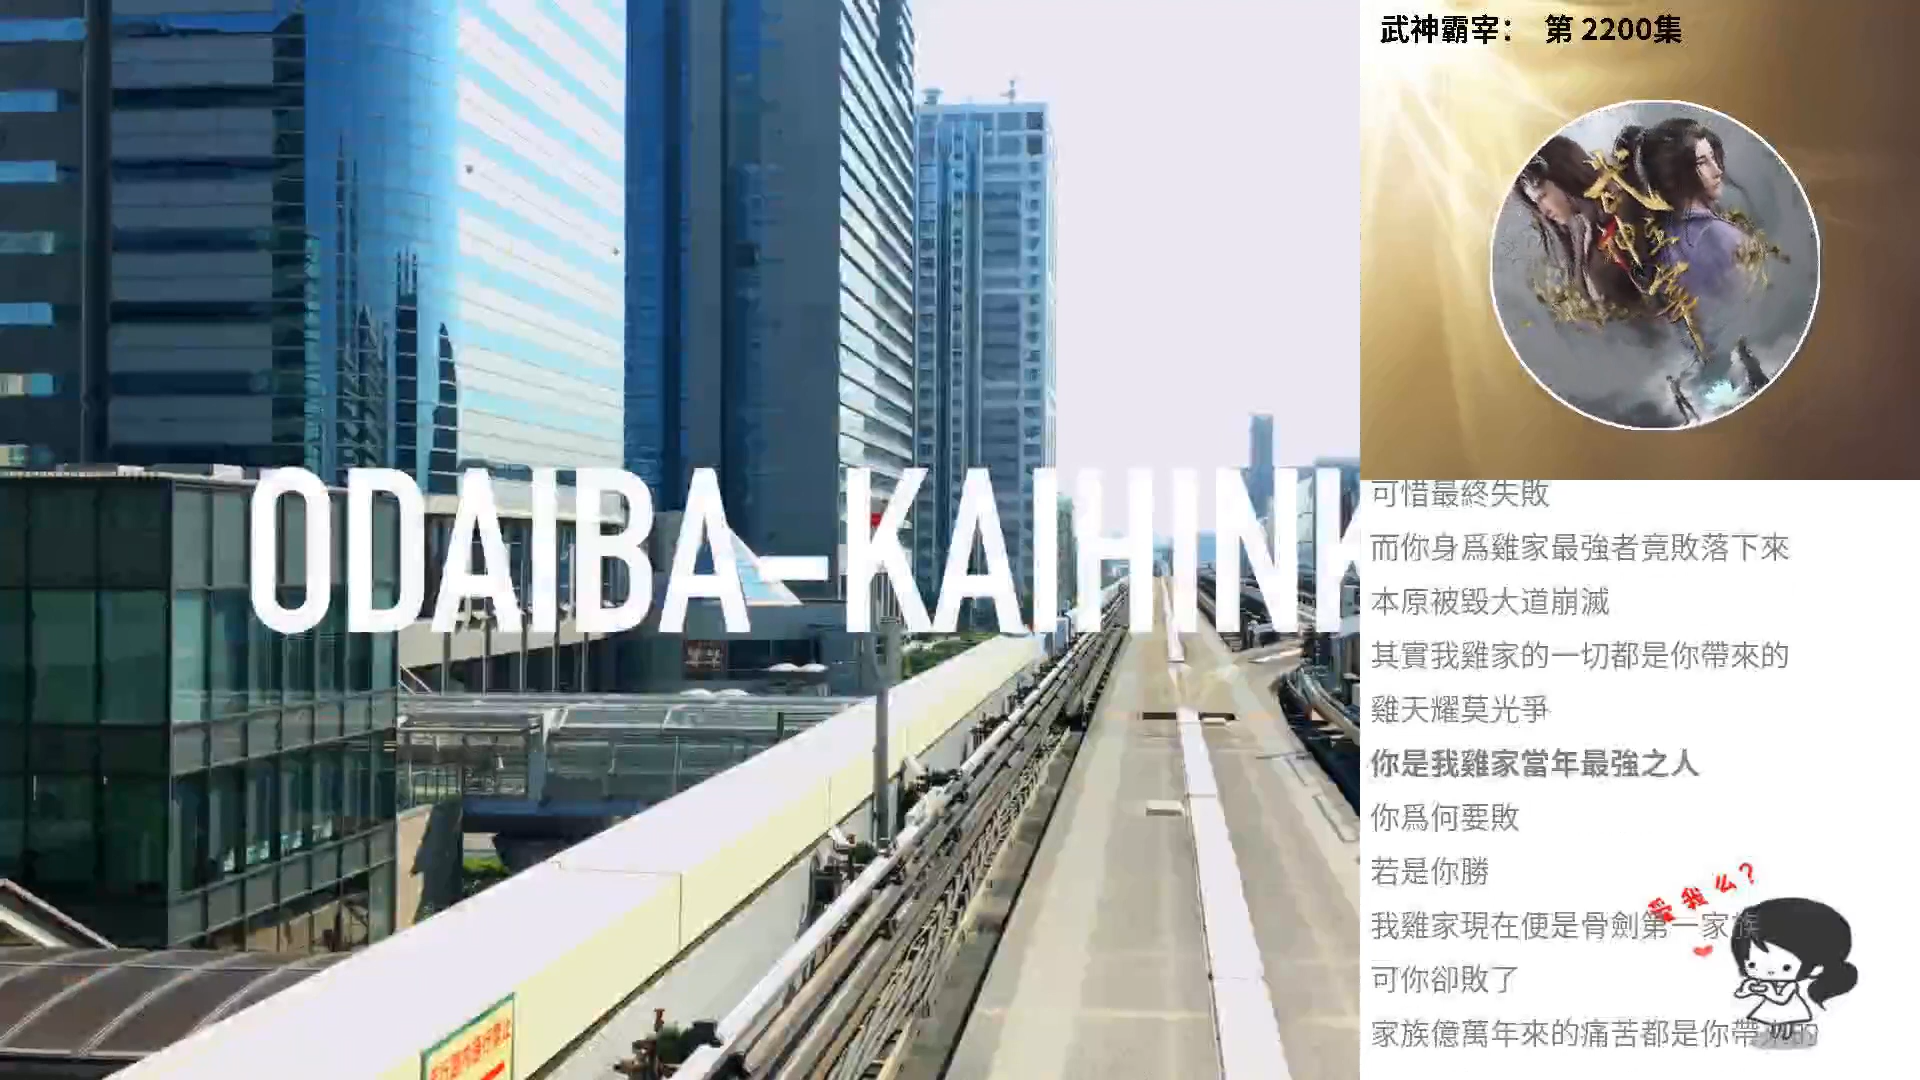 武神霸宰： 第 2200集
武神主宰
ODAIBA-KAIHINK
可惜最終失敗
而你身爲雞家最強者竟敗落下來
本原被毀大道崩滅
其實我雞家的一切都是你帶來的
雞天耀莫光爭
你是我雞家當年最強之人
你爲何要敗
若是你勝
愛我么?
我雞家現在便是骨劍第一家族
可你卻敗了
家族億萬年來的痛苦都是你帶來的